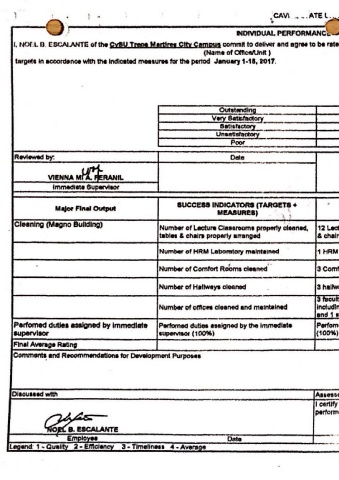 CAVI
ATE
INDIVIDUAL PERFORMANC
I, NOEL B. ESCALANTE of the CvSU Trece Martires City Campus commit to deliver and agree to be rate
(Name of Office/Unit )
targets in accordance with the indicated measures for the period January 1-15, 2017.
Outstanding
Very Satisfactory
Satisfactory
Unsatisfactory
Poor
Reviewed by:
Date
VIENNA MI A. FERANIL
Immediate Supervisor
Major Final Output
SUCCESS INDICATORS (TARGETS +
MEASURES)
Cleaning (Magno Building)
Number of Lecture Classrooms properly cleaned,
tables & chairs properly arranged
12 Lect
& chair
Number of HRM Laboratory maintained
1 HRM
Number of Comfort Rooms cleaned
3 Comf
Number of Hallways cleaned
3 hallw
Number of offices cleaned and maintained
3 facult
includin
and 1 s
Perfomed duties assigned by immediate
supervisor
Perfomed duties assigned by the immediate
supervisor (100%)
Perfom
(100%)
Final Average Rating
Comments and Recommendations for Development Purposes
Discussed with
Assess
I certify
perform
NOEL B. ESCALANTE
Employee
Date
Legend: 1 - Quality 2 - Efficiency 3 - Timeliness 4 - Average